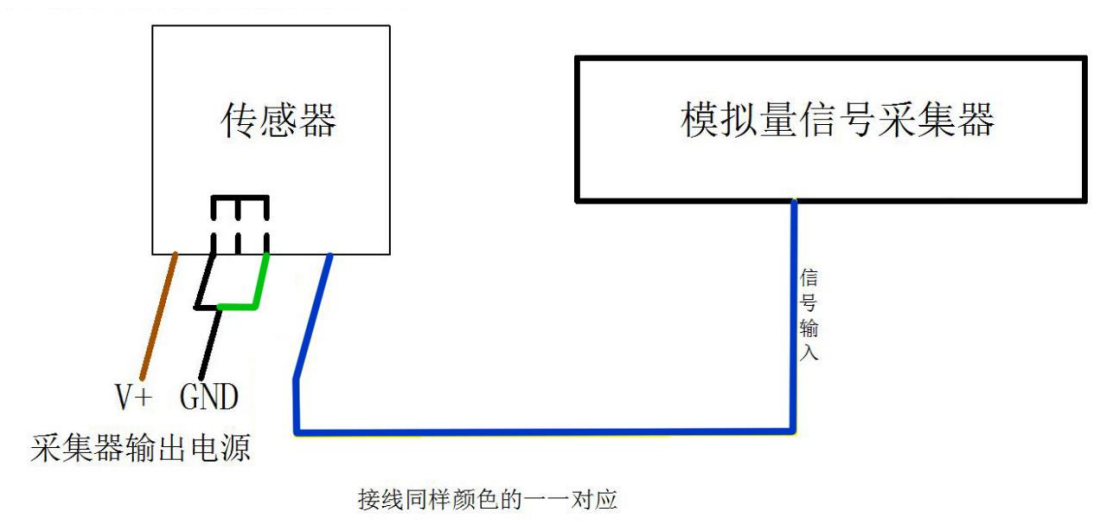 传感器
模拟量信号采集器
信号输入
V+ GND
采集器输出电源
接线同样颜色的一一对应